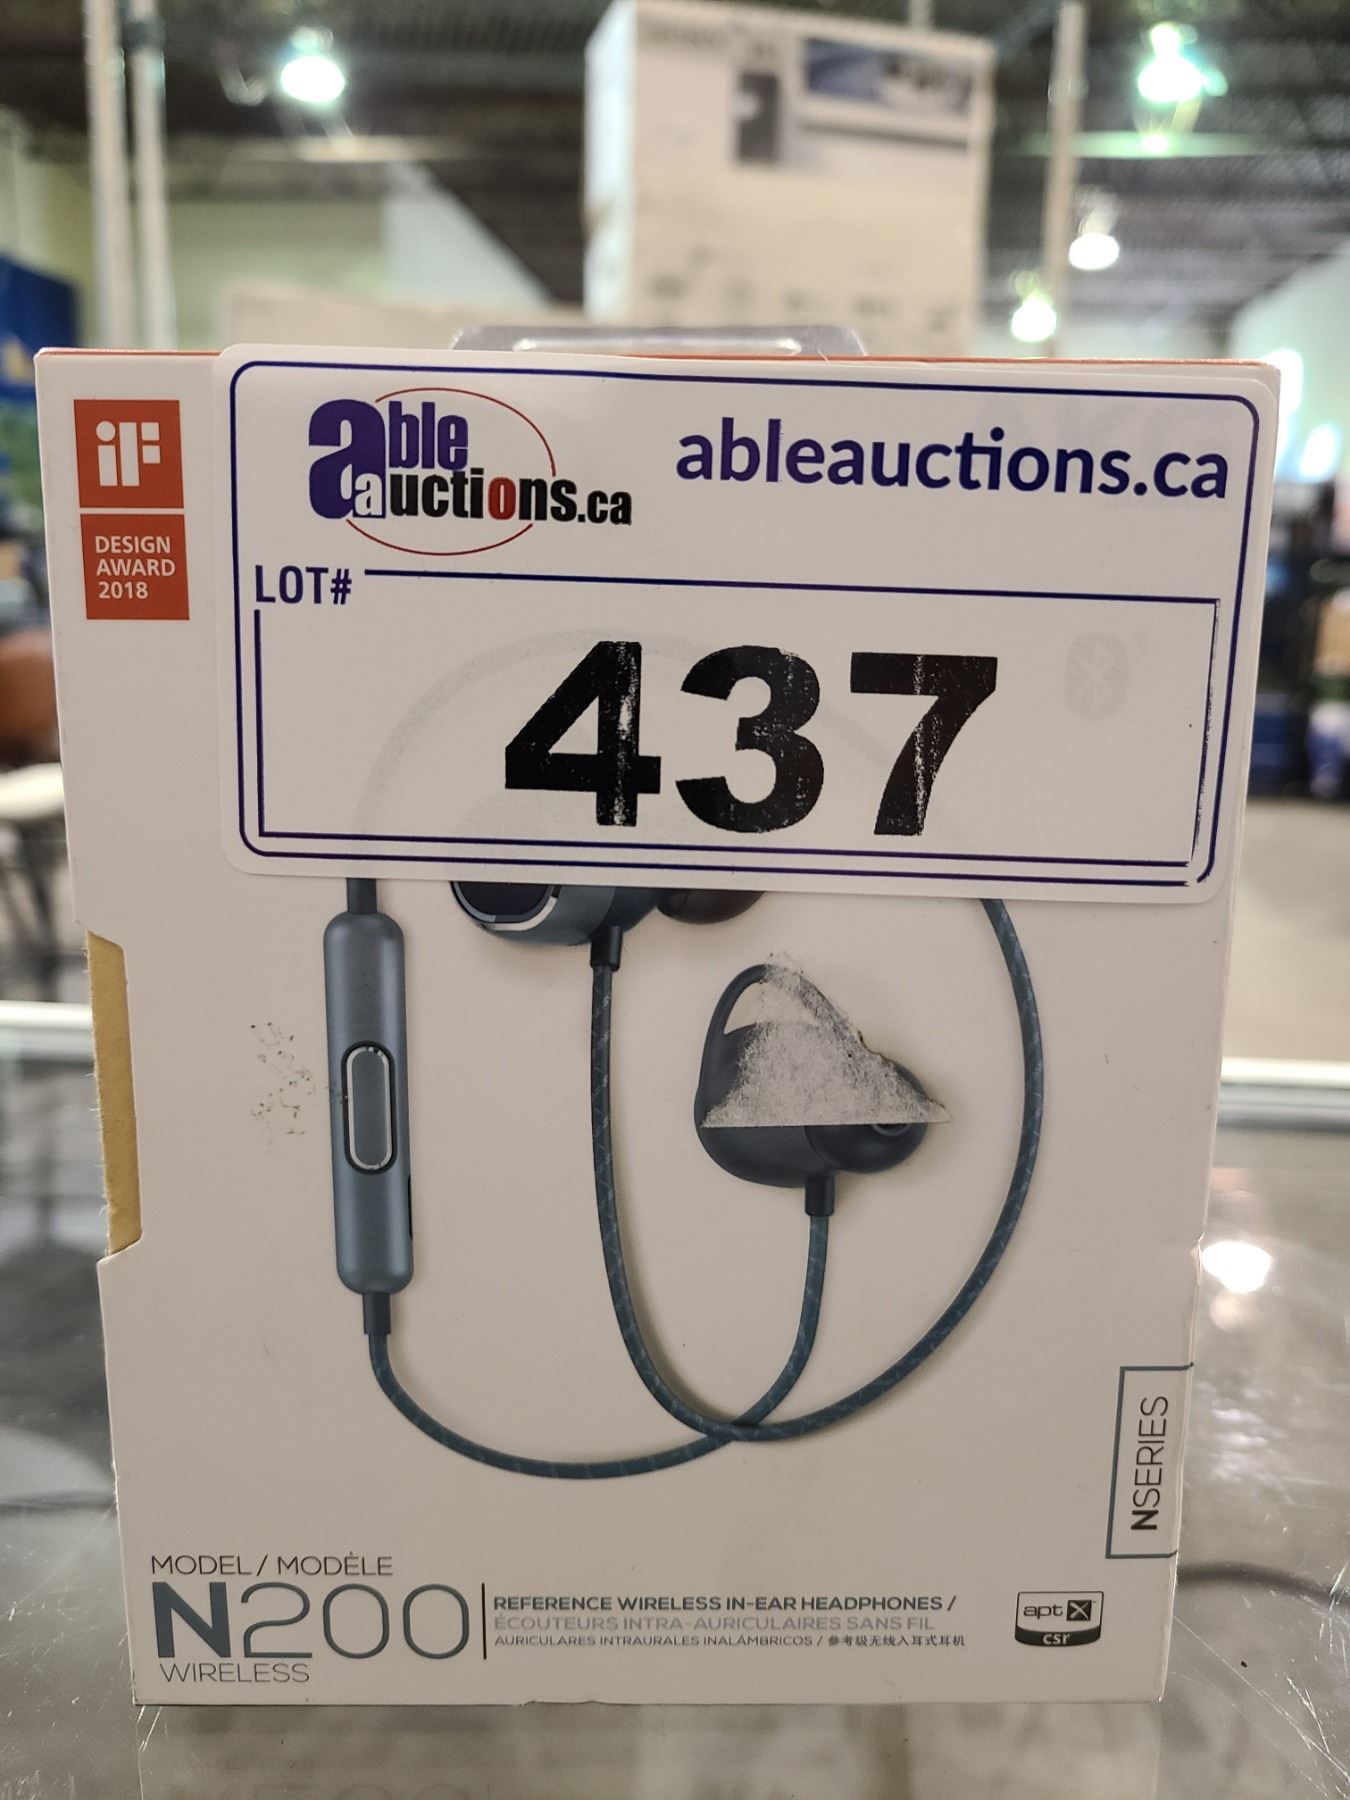 iF
DESIGN
AWARD
2018
able
auctions.ca
ableauctions.ca
LOT#
437
NSERIES
MODEL / MODÈLE
N200
WIRELESS
REFERENCE WIRELESS IN-EAR HEADPHONES /
ÉCOUTEURS INTRA-AURICULAIRES SANS FIL
AURICULARES INTRAURALES INALÁMBRICOS / 参考级无线入耳式耳机
aptX
csr